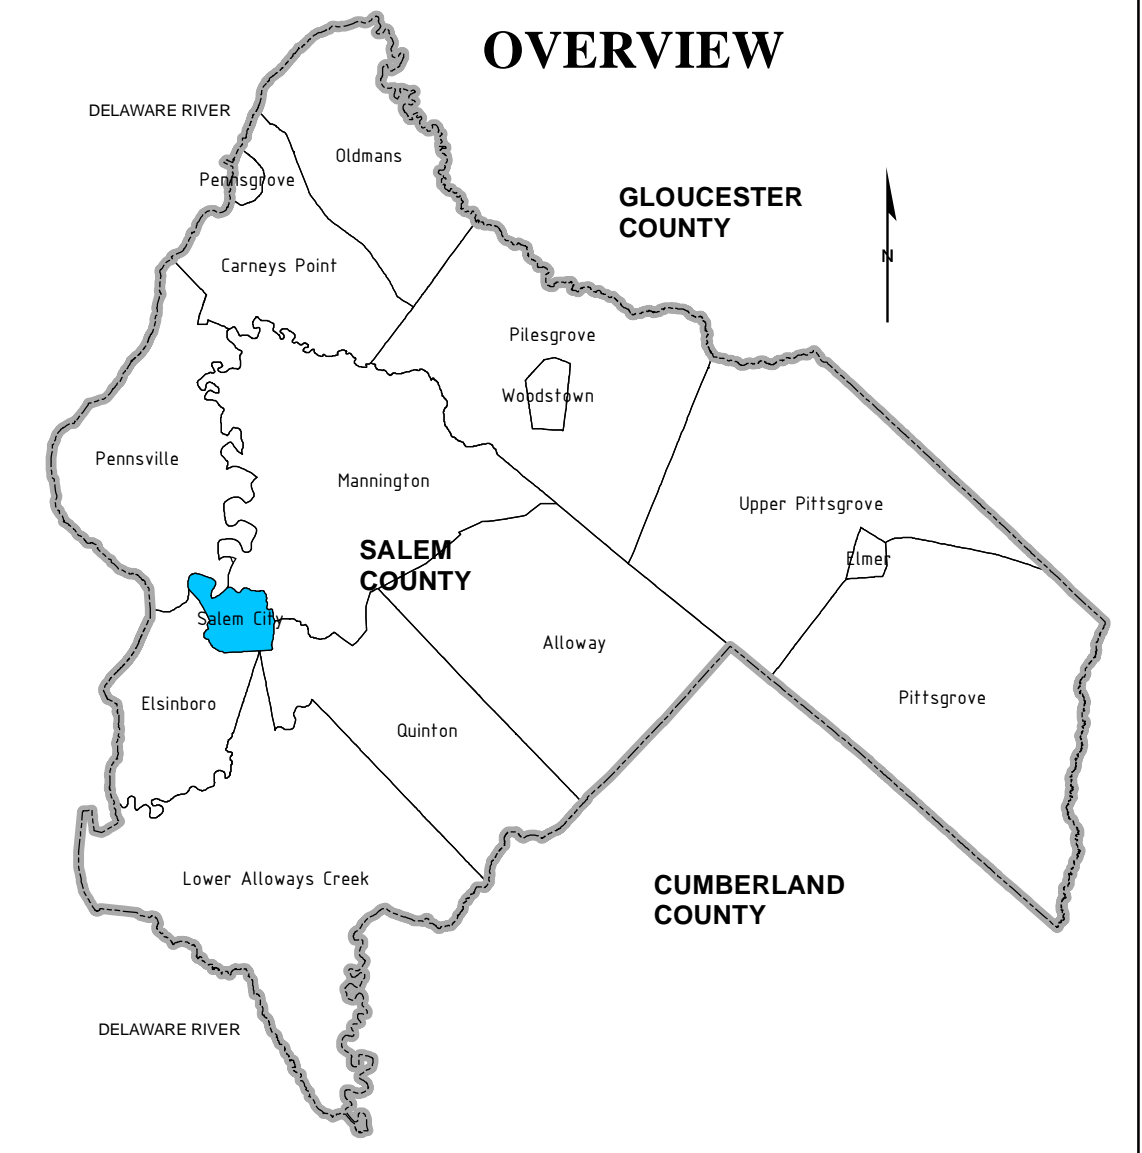 OVERVIEW
DELAWARE RIVER
Oldmans
Pennsgrove
GLOUCESTER
COUNTY
N
Carneys Point
Pilesgrove
Woodstown
Pennsville
Mannington
Upper Pittsgrove
SALEM
COUNTY
Elmer
Salem City
Alloway
Elsinboro
Pittsgrove
Quinton
Lower Alloways Creek
CUMBERLAND
COUNTY
DELAWARE RIVER